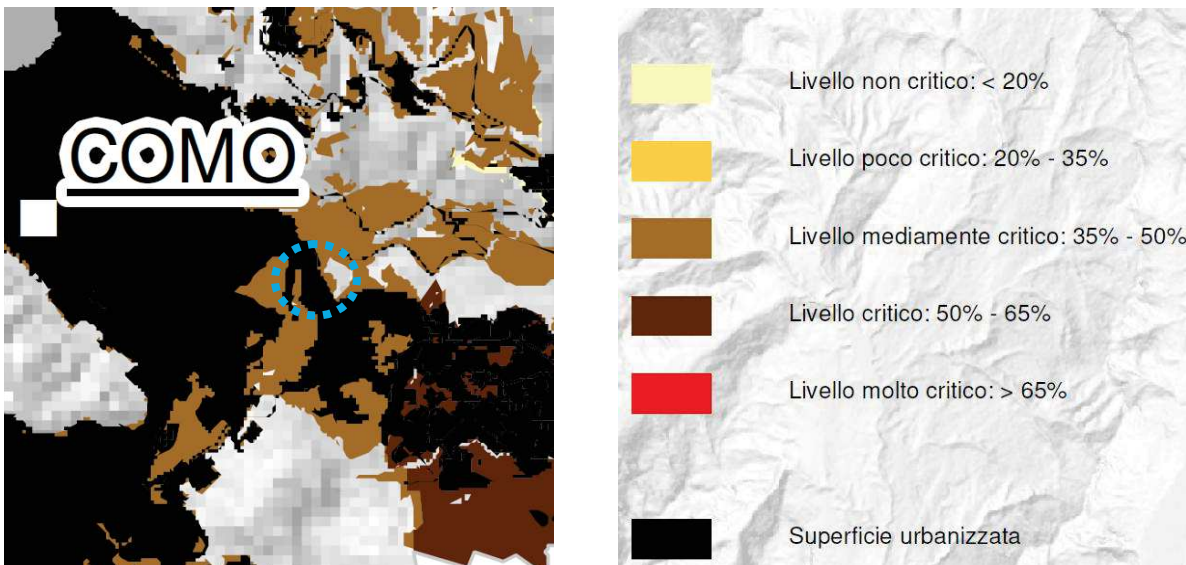 COMO
Livello non critico: < 20%
Livello poco critico: 20% - 35%
Livello mediamente critico: 35% - 50%
Livello critico: 50% - 65%
Livello molto critico: > 65%
Superficie urbanizzata